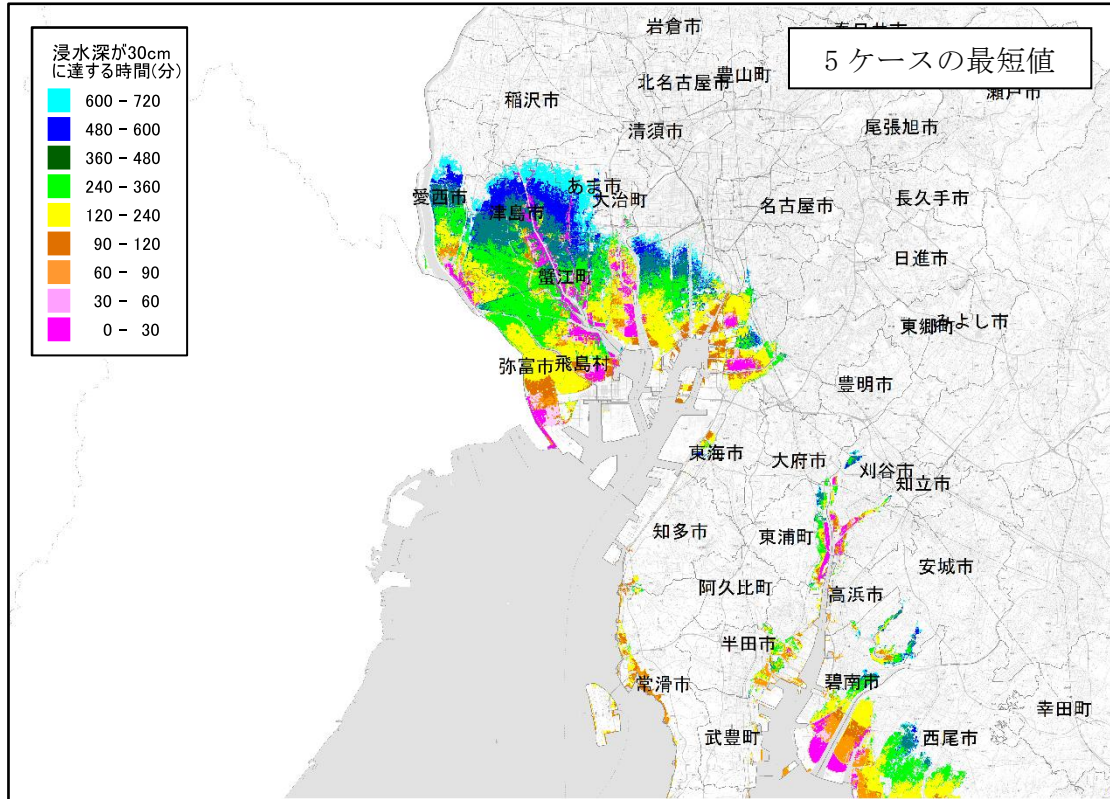 浸水深が30cm
に達する時間(分)
600 - 720
480 - 600
360 - 480
240 - 360
120 - 240
90 - 120
60 - 90
30 - 60
0 - 30
5 ケースの最短値
岩倉市
春日井市
北名古屋市
豊山町
瀬戸市
稲沢市
清須市
尾張旭市
愛西市
津島市
あま市
大治町
名古屋市
長久手市
日進市
蟹江町
東郷町
みよし市
弥富市
飛島村
豊明市
東海市
大府市
刈谷市
知立市
知多市
東浦町
安城市
阿久比町
高浜市
半田市
常滑市
碧南市
武豊町
西尾市
幸田町